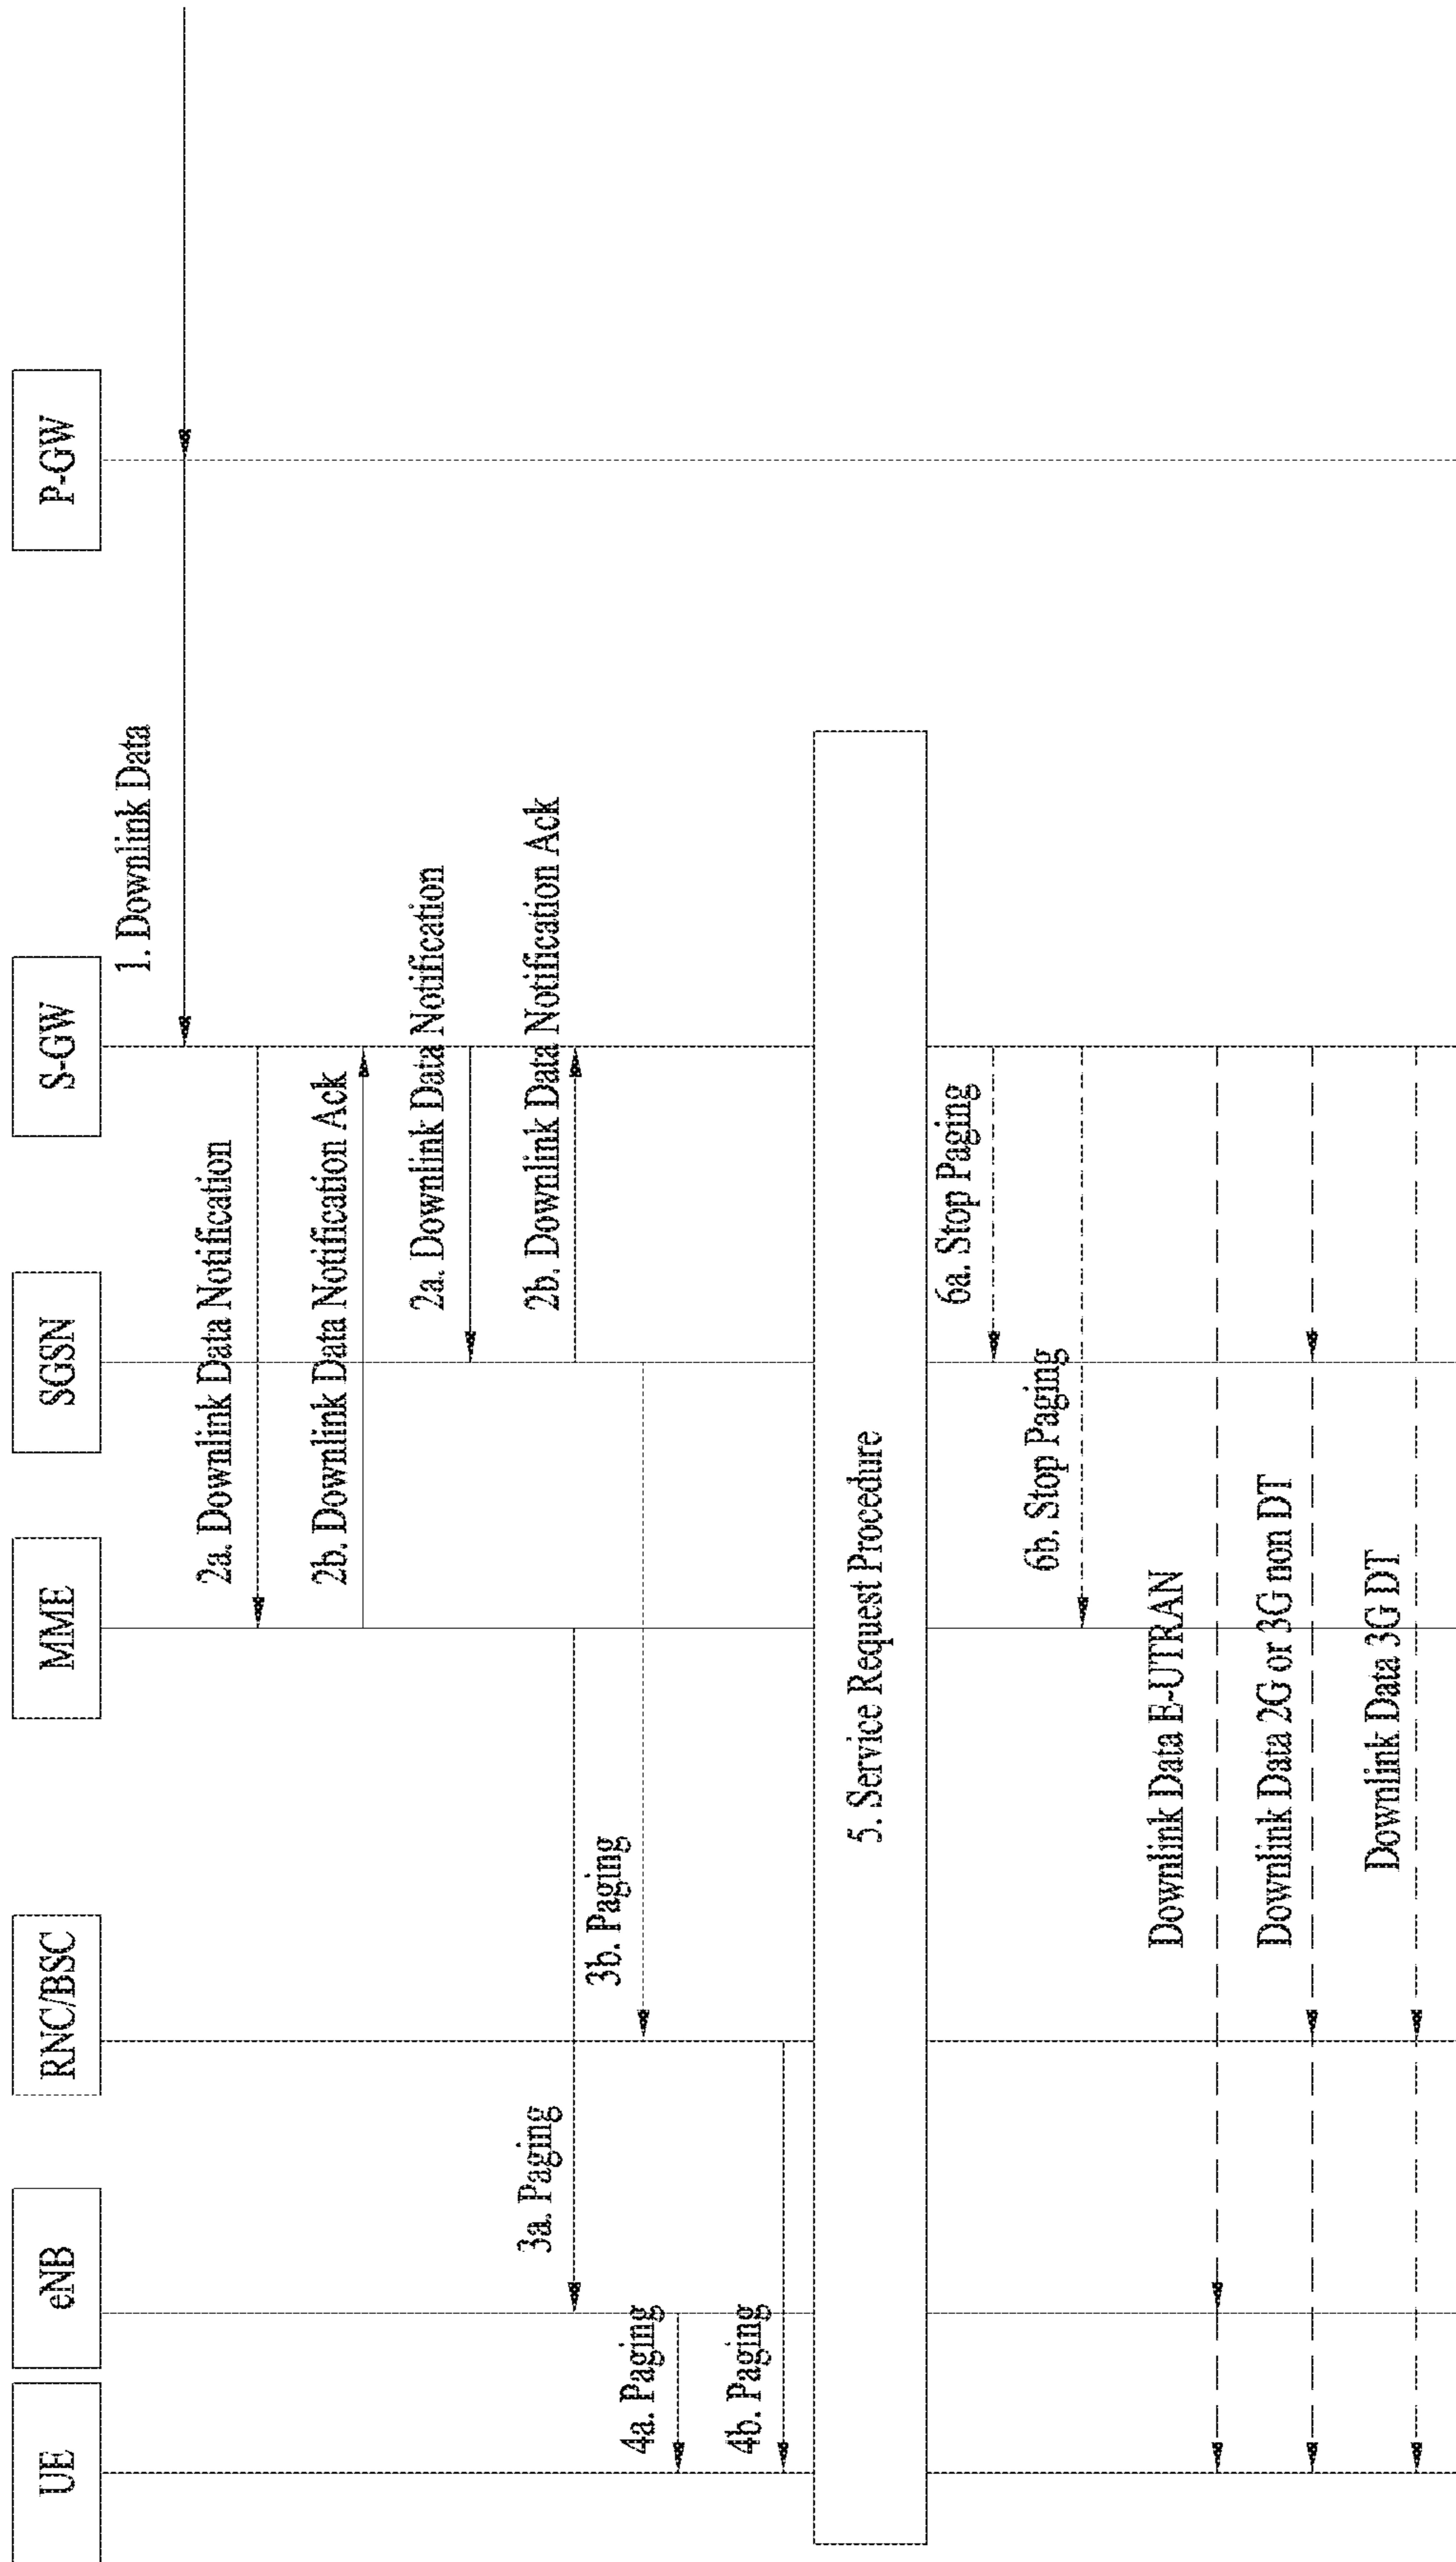 UE
eNB
RNC/BSC
MME
SGSN
S-GW
P-GW
1. Downlink Data
2a. Downlink Data Notification
2b. Downlink Data Notification Ack
2a. Downlink Data Notification
2b. Downlink Data Notification Ack
3a. Paging
3b. Paging
4a. Paging
4b. Paging
5. Service Request Procedure
6a. Stop Paging
6b. Stop Paging
Downlink Data E-UTRAN
Downlink Data 2G or 3G non DT
Downlink Data 3G DT